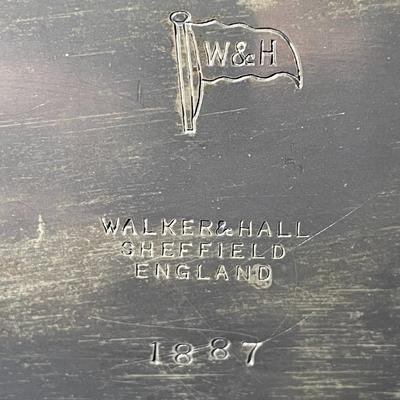 W&H
WALKER & HALL
SHEFFIELD
ENGLAND
1887